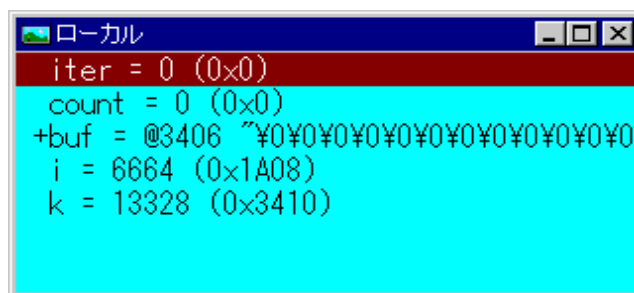 ローカル
iter = 0 (0x0)
count = 0 (0x0)
+buf = @3406 "¥0¥0¥0¥0¥0¥0¥0¥0¥0¥0¥0¥0
i = 6664 (0x1A08)
k = 13328 (0x3410)